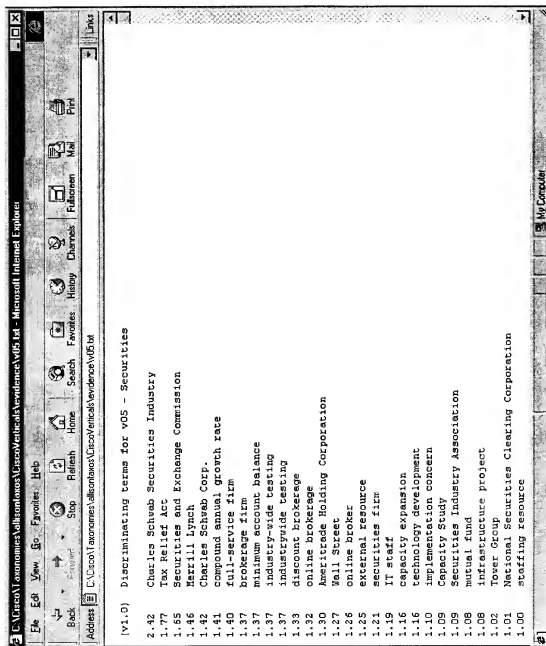 C:\Cisco\Taxonomies\allisontaxos\CiscoVerticals\evidence\v05.txt - Microsoft Internet Explorer
File Edit View Go Favorites Help
Back Stop Refresh Home Search Favorites History Channels Fullscreen Mail Print
Address C:\Cisco\Taxonomies\allisontaxos\CiscoVerticals\evidence\v05.txt Links
(v1.0) Discriminating terms for v05 - Securities
2.42 Charles Schwab Securities Industry
1.77 Tax Relief Act
1.65 Securities and Exchange Commission
1.46 Merrill Lynch
1.42 Charles Schwab Corp.
1.41 compound annual growth rate
1.40 full-service firm
1.37 brokerage firm
1.37 minimum account balance
1.37 industry-wide testing
1.37 industrywide testing
1.33 discount brokerage
1.32 online brokerage
1.30 Ameritrade Holding Corporation
1.27 Wall Street
1.26 online broker
1.25 external resource
1.21 securities firm
1.19 IT staff
1.16 capacity expansion
1.16 technology development
1.10 implementation concern
1.09 Capacity Study
1.09 Securities Industry Association
1.08 mutual fund
1.08 infrastructure project
1.02 Tower Group
1.01 National Securities Clearing Corporation
1.00 staffing resource
My Computer